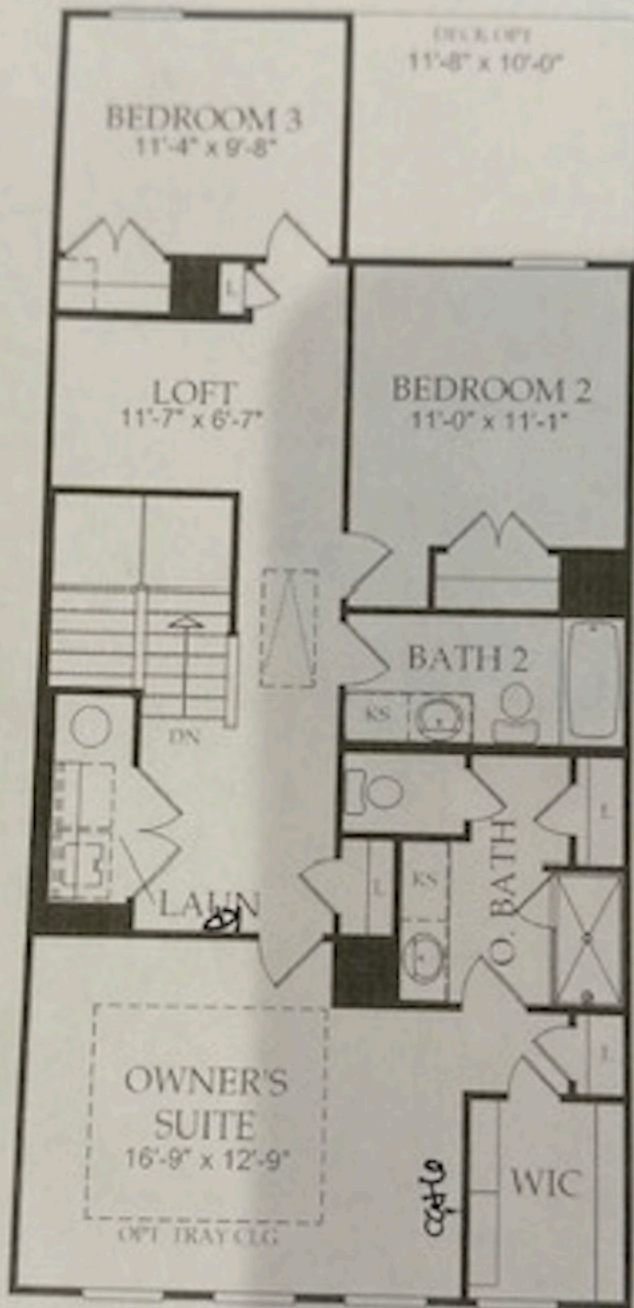 DECK OPT
11'-8" x 10'-0"
BEDROOM 3
11'-4" x 9'-8"
L
LOFT
11'-7" x 6'-7"
BEDROOM 2
11'-0" x 11'-1"
BATH 2
KS
DN
L
LAUN
L
KS
O. BATH
L
OWNER'S
SUITE
16'-9" x 12'-9"
WIC
OPT TRAY CLG